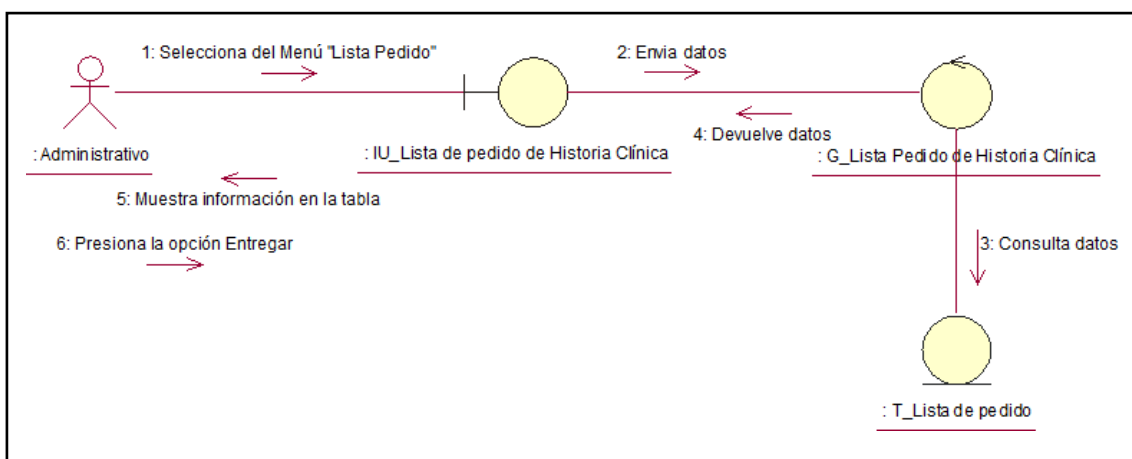 1: Selecciona del Menú "Lista Pedido"
2: Envia datos
4: Devuelve datos
: Administrativo
: IU_Lista de pedido de Historia Clínica
: G_Lista Pedido de Historia Clínica
5: Muestra información en la tabla
6: Presiona la opción Entregar
3: Consulta datos
: T_Lista de pedido